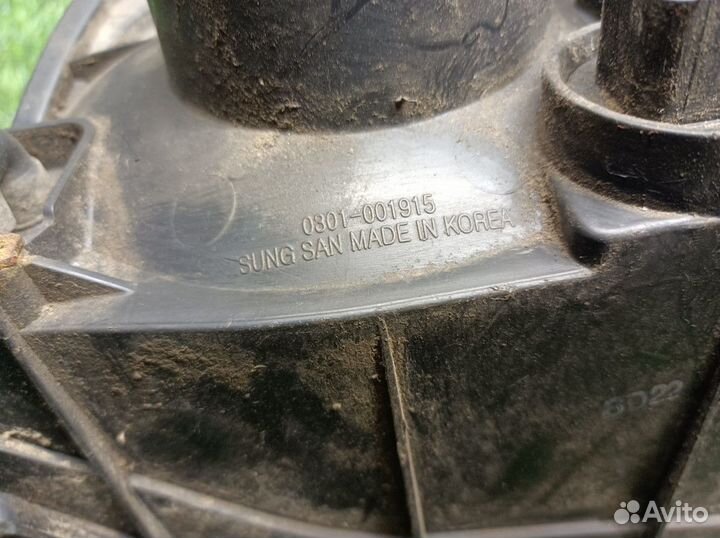 0801-001915
SUNG SAN MADE IN KOREA
6D22
Avito